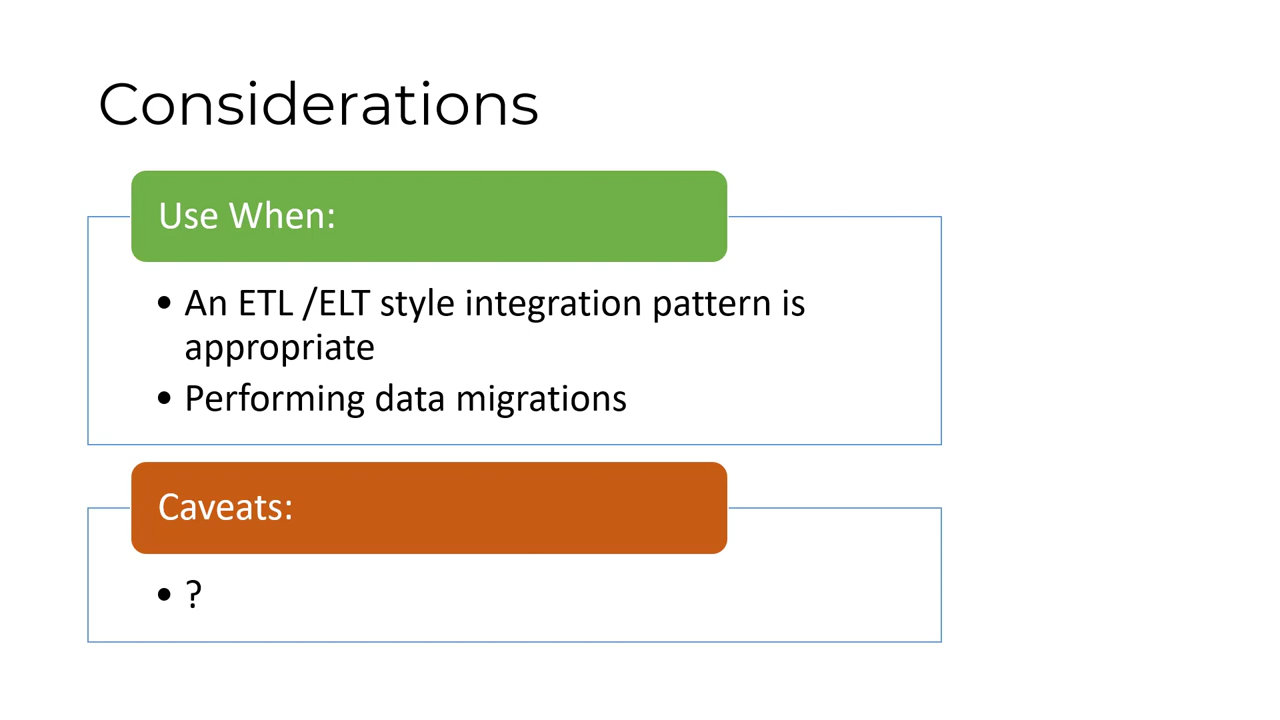 Considerations
Use When:
• An ETL /ELT style integration pattern is
appropriate
• Performing data migrations
Caveats:
• ?